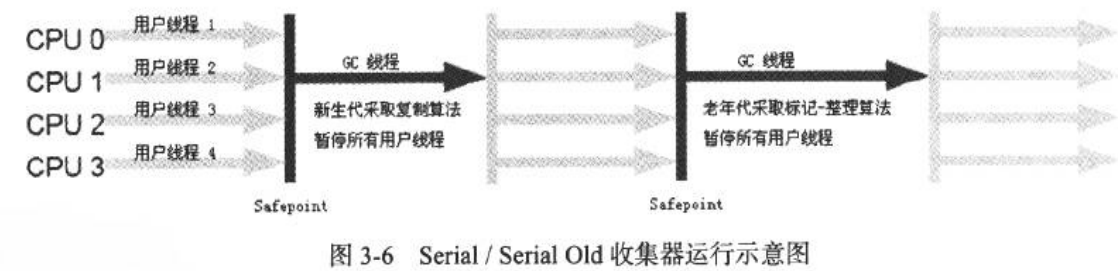 CPU 0
用户线程 1
CPU 1
用户线程 2
CPU 2
用户线程 3
CPU 3
用户线程 4
GC 线程
新生代采取复制算法
暂停所有用户线程
Safepoint
GC 线程
老年代采取标记-整理算法
暂停所有用户线程
Safepoint
图 3-6 Serial / Serial Old 收集器运行示意图